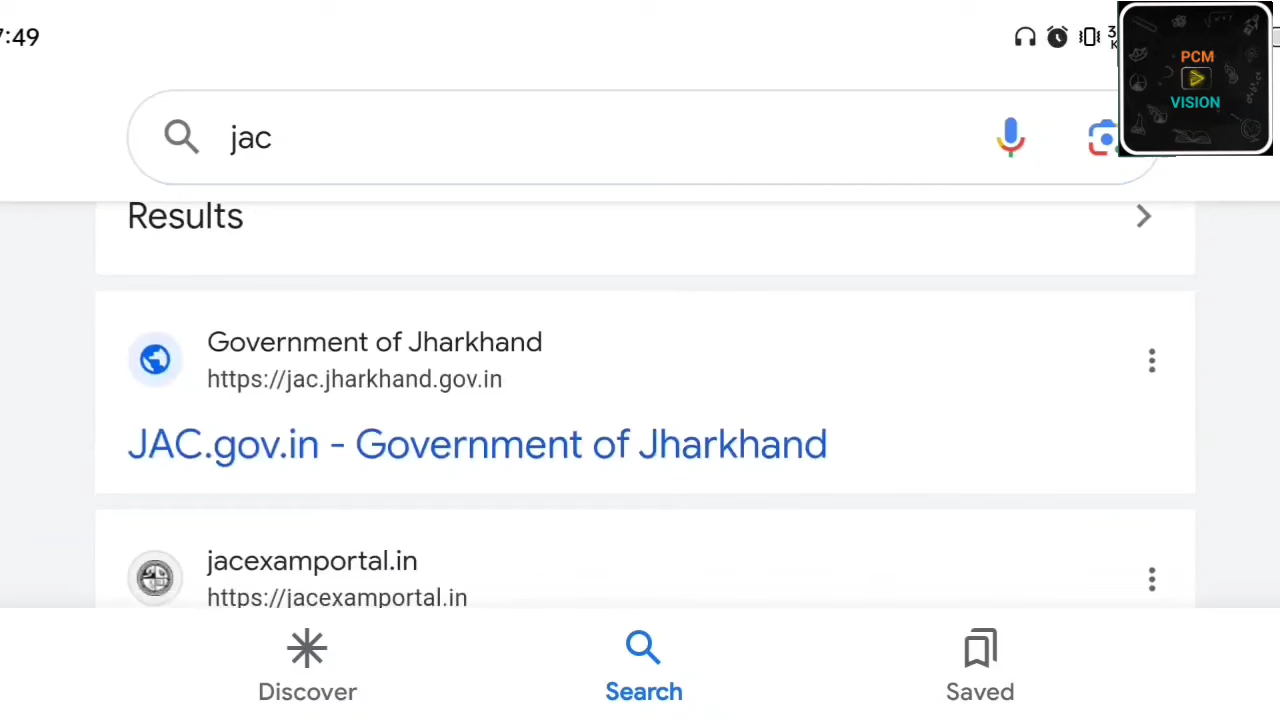 7:49
PCM
VISION
jac
Results
Government of Jharkhand
https://jac.jharkhand.gov.in
JAC.gov.in - Government of Jharkhand
jacexamportal.in
https://jacexamportal.in
Discover
Search
Saved